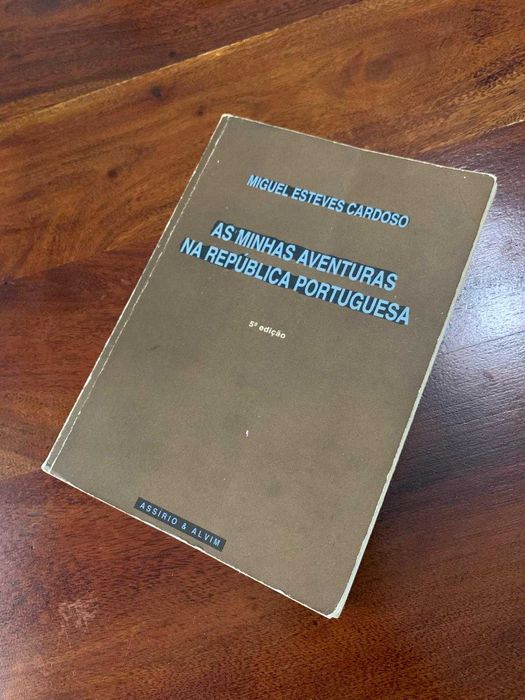 MIGUEL ESTEVES CARDOSO
AS MINHAS AVENTURAS
NA REPÚBLICA PORTUGUESA
5ª edição
ASSÍRIO & ALVIM